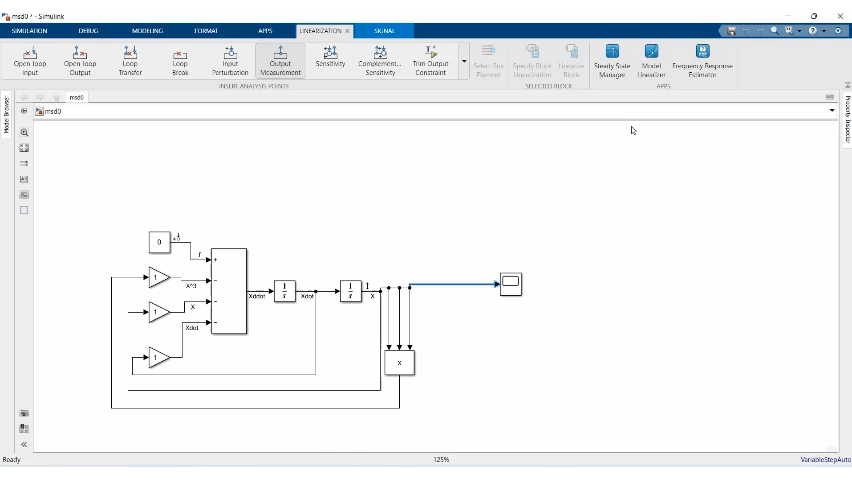 msd0 * - Simulink
SIMULATION DEBUG MODELING FORMAT APPS LINEARIZATION SIGNAL
Open loop Input
Open loop Output
Loop Transfer
Loop Break
Input Perturbation
Output Measurement
Sensitivity
Complement... Sensitivity
Trim Output Constraint
Select Bus Element
Specify Block Linearization
Linearize Block
Steady State Manager
Model Linearizer
Frequency Response Estimator
INSERT ANALYSIS POINTS SELECTED BLOCK APPS
msd0
msd0
Model Browser
Property Inspector
0
f
+
1
X^3
−
1
X
−
Xdot
−
1
Xddot
1/s
Xdot
1/s
X
x
Ready 125% VariableStepAuto